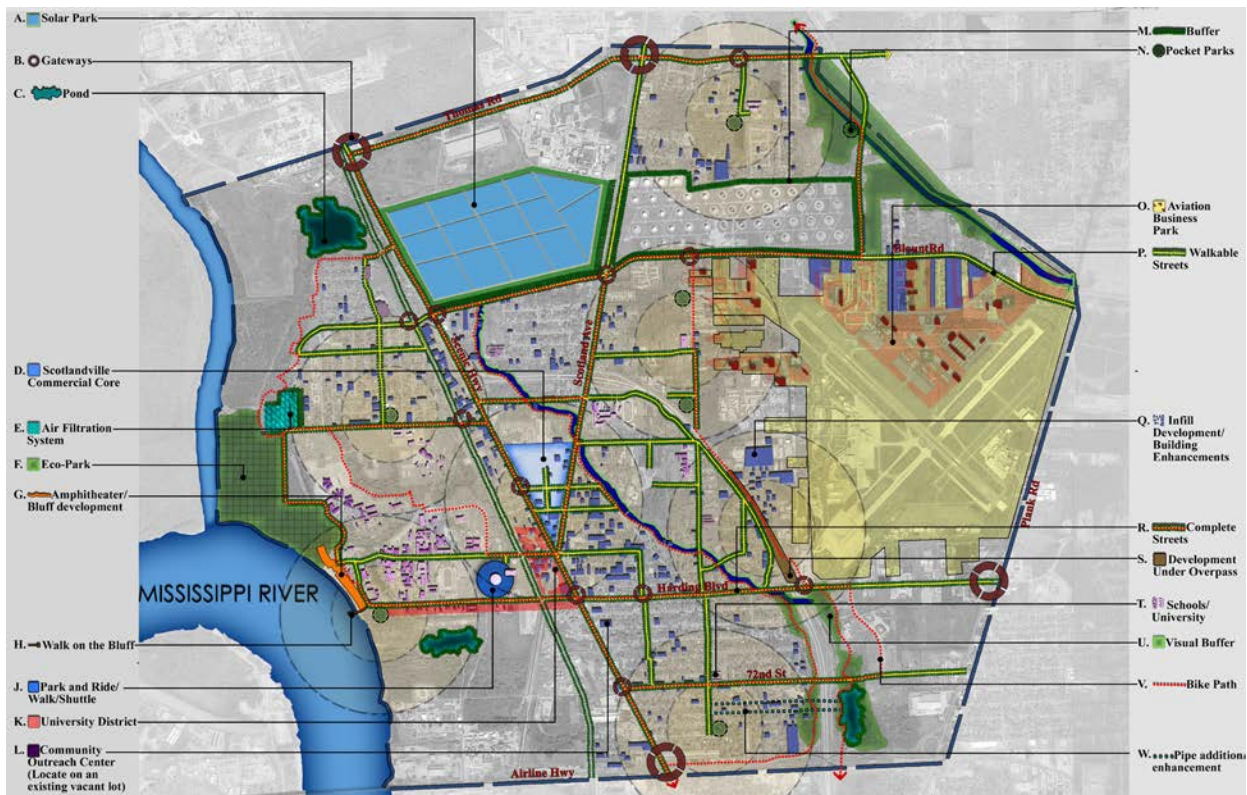 A. Solar Park
B. Gateways
C. Pond
D. Scotlandville
Commercial Core
E. Air Filtration
System
F. Eco-Park
G. Amphitheater/
Bluff development
MISSISSIPPI RIVER
H. Walk on the Bluff
J. Park and Ride/
Walk/Shuttle
K. University District
L. Community
Outreach Center
(Locate on an
existing vacant lot)
Thomas Rd
Scenic Hwy
Scotland Ave
BlountRd
Plank Rd
Harding Blvd
72nd St
Airline Hwy
M. Buffer
N. Pocket Parks
O. Aviation
Business
Park
P. Walkable
Streets
Q. Infill
Development/
Building
Enhancements
R. Complete
Streets
S. Development
Under Overpass
T. Schools/
University
U. Visual Buffer
V. Bike Path
W. Pipe addition/
enhancement